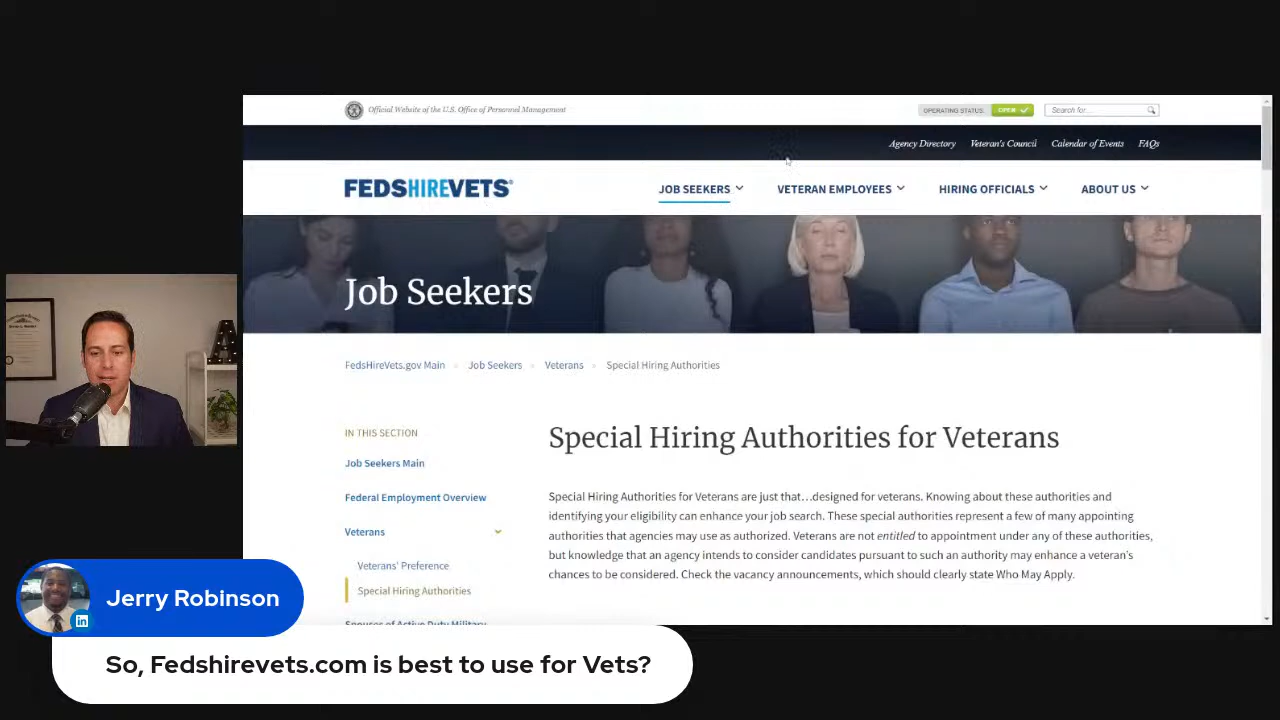 Official Website of the U.S. Office of Personnel Management
OPERATING STATUS: OPEN
Search for...
Agency Directory
Veteran's Council
Calendar of Events
FAQs
FEDSHIREVETS
JOB SEEKERS
VETERAN EMPLOYEES
HIRING OFFICIALS
ABOUT US
Job Seekers
FedsHireVets.gov Main
Job Seekers
Veterans
Special Hiring Authorities
IN THIS SECTION
Job Seekers Main
Federal Employment Overview
Veterans
Veterans' Preference
Special Hiring Authorities
Spouses of Active Duty Military
Special Hiring Authorities for Veterans
Special Hiring Authorities for Veterans are just that…designed for veterans. Knowing about these authorities and
identifying your eligibility can enhance your job search. These special authorities represent a few of many appointing
authorities that agencies may use as authorized. Veterans are not entitled to appointment under any of these authorities,
but knowledge that an agency intends to consider candidates pursuant to such an authority may enhance a veteran's
chances to be considered. Check the vacancy announcements, which should clearly state Who May Apply.
Jerry Robinson
in
So, Fedshirevets.com is best to use for Vets?